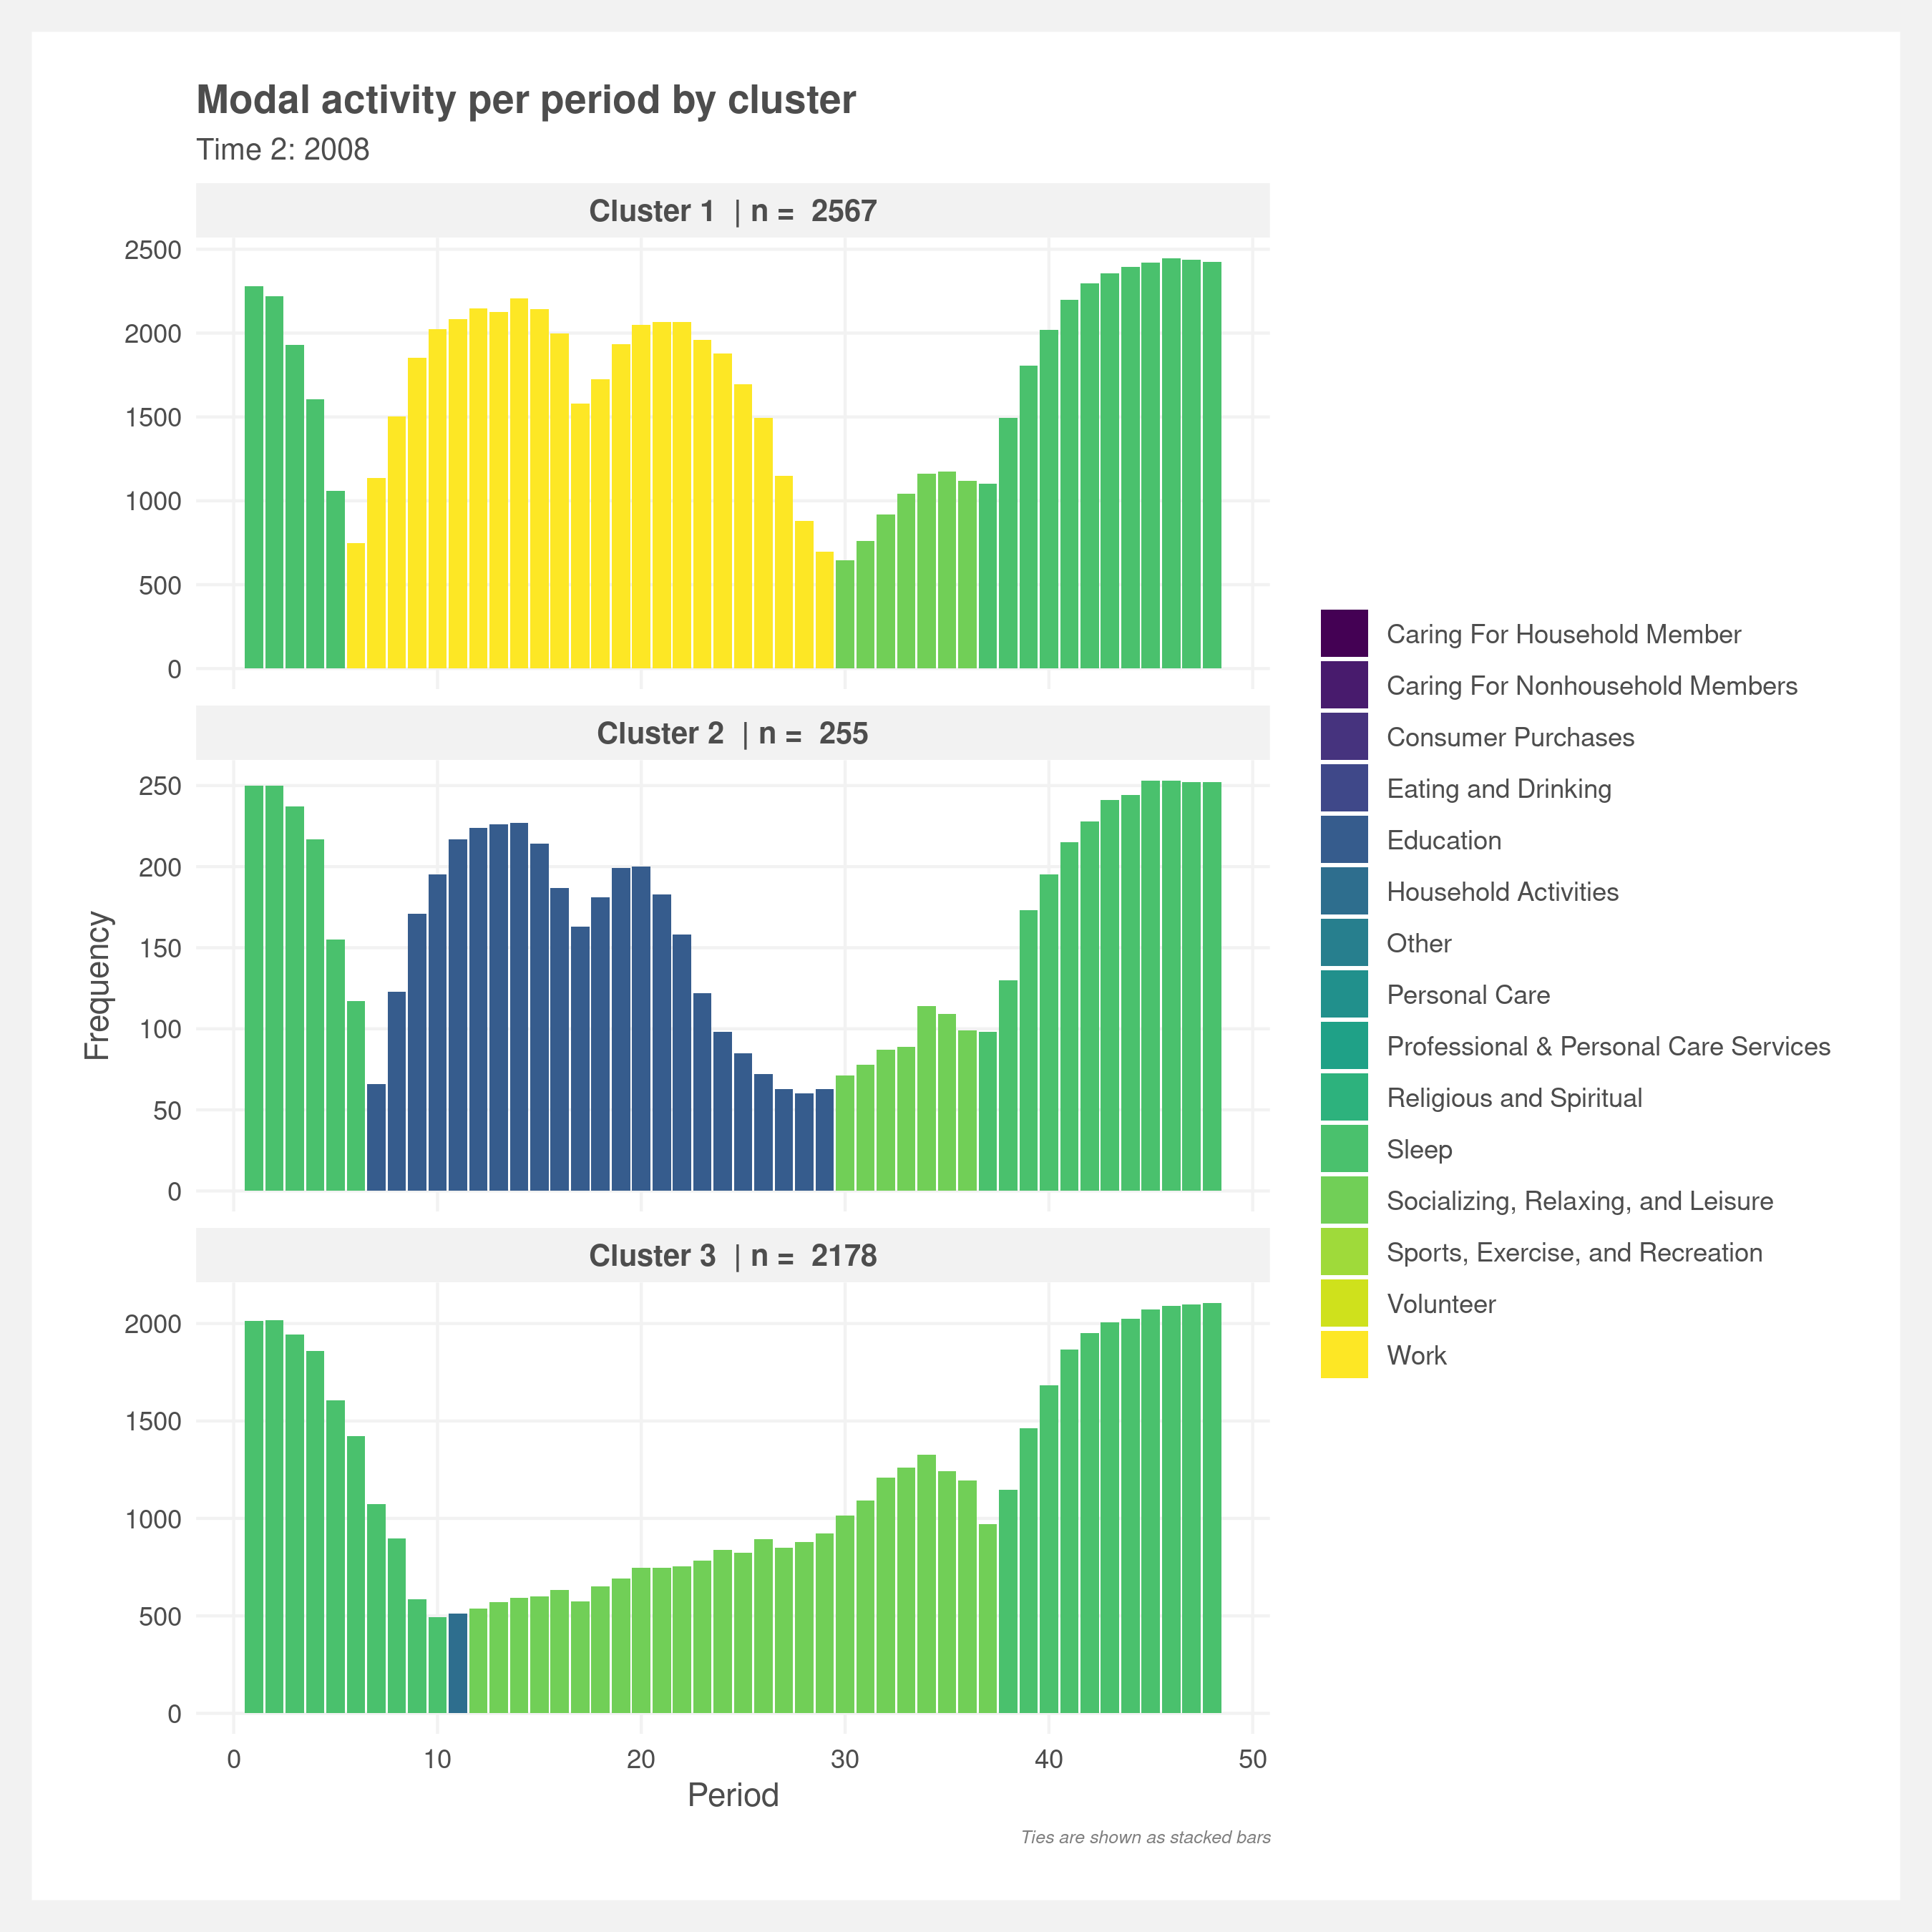 Modal activity per period by cluster
Time 2: 2008
Cluster 1 | n = 2567
2500
2000
1500
1000
500
0
Cluster 2 | n = 255
250
200
150
100
50
0
Cluster 3 | n = 2178
2000
1500
1000
500
0
0 10 20 30 40 50
Frequency
Period
Ties are shown as stacked bars
Caring For Household Member
Caring For Nonhousehold Members
Consumer Purchases
Eating and Drinking
Education
Household Activities
Other
Personal Care
Professional & Personal Care Services
Religious and Spiritual
Sleep
Socializing, Relaxing, and Leisure
Sports, Exercise, and Recreation
Volunteer
Work